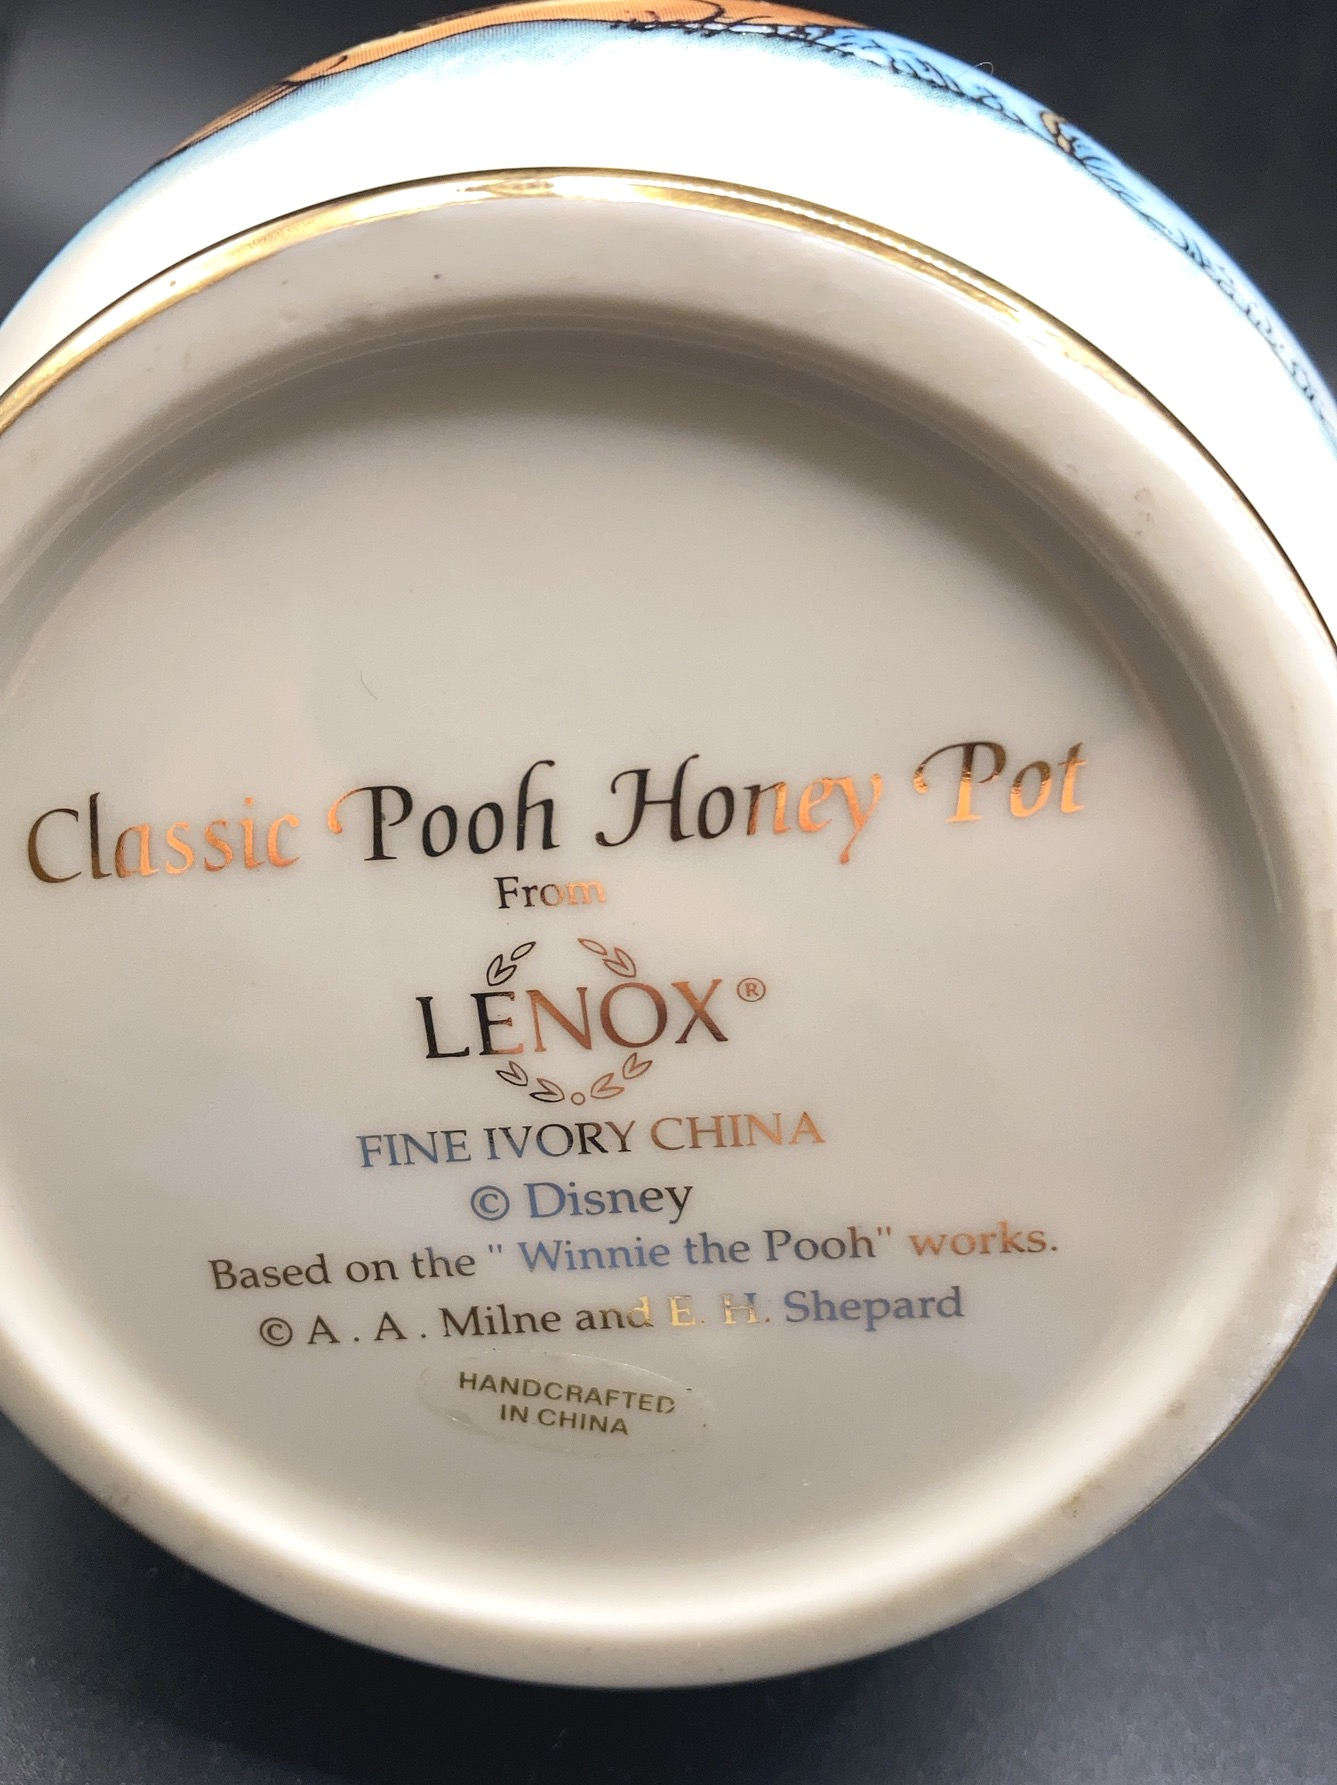 Classic Pooh Honey Pot
From
LENOX®
FINE IVORY CHINA
© Disney
Based on the " Winnie the Pooh" works.
© A . A . Milne and E. H. Shepard
HANDCRAFTED
IN CHINA